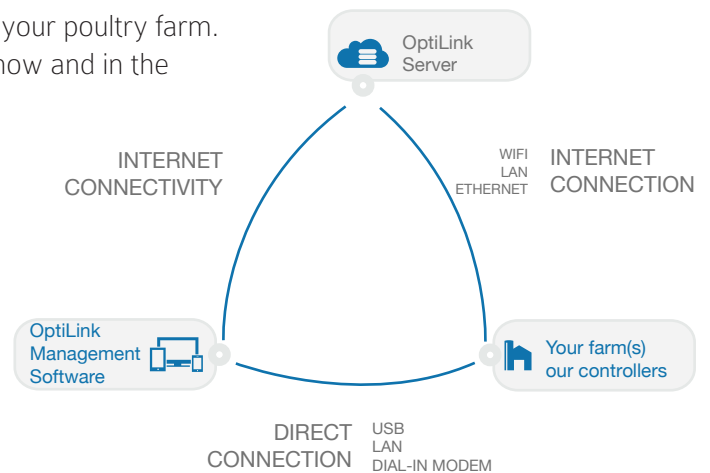 your poultry farm.
now and in the
OptiLink
Server
INTERNET
CONNECTIVITY
WIFI
LAN
ETHERNET
INTERNET
CONNECTION
OptiLink
Management
Software
Your farm(s)
our controllers
DIRECT
CONNECTION
USB
LAN
DIAL-IN MODEM